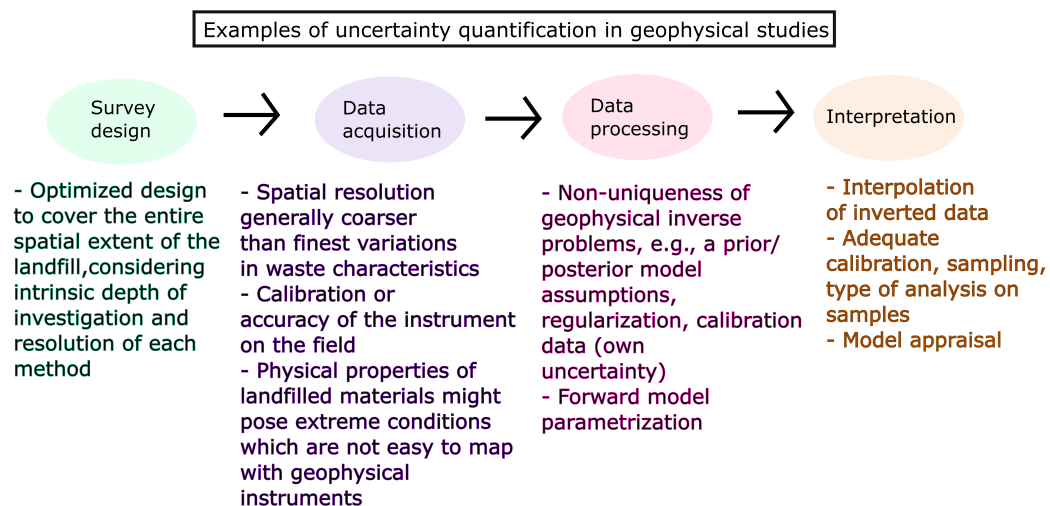 Examples of uncertainty quantification in geophysical studies
Survey
design
Data
acquisition
Data
processing
Interpretation
- Optimized design
to cover the entire
spatial extent of the
landfill,considering
intrinsic depth of
investigation and
resolution of each
method
- Spatial resolution
generally coarser
than finest variations
in waste characteristics
- Calibration or
accuracy of the instrument
on the field
- Physical properties of
landfilled materials might
pose extreme conditions
which are not easy to map
with geophysical
instruments
- Non-uniqueness of
geophysical inverse
problems, e.g., a prior/
posterior model
assumptions,
regularization, calibration
data (own
uncertainty)
- Forward model
parametrization
- Interpolation
of inverted data
- Adequate
calibration, sampling,
type of analysis on
samples
- Model appraisal